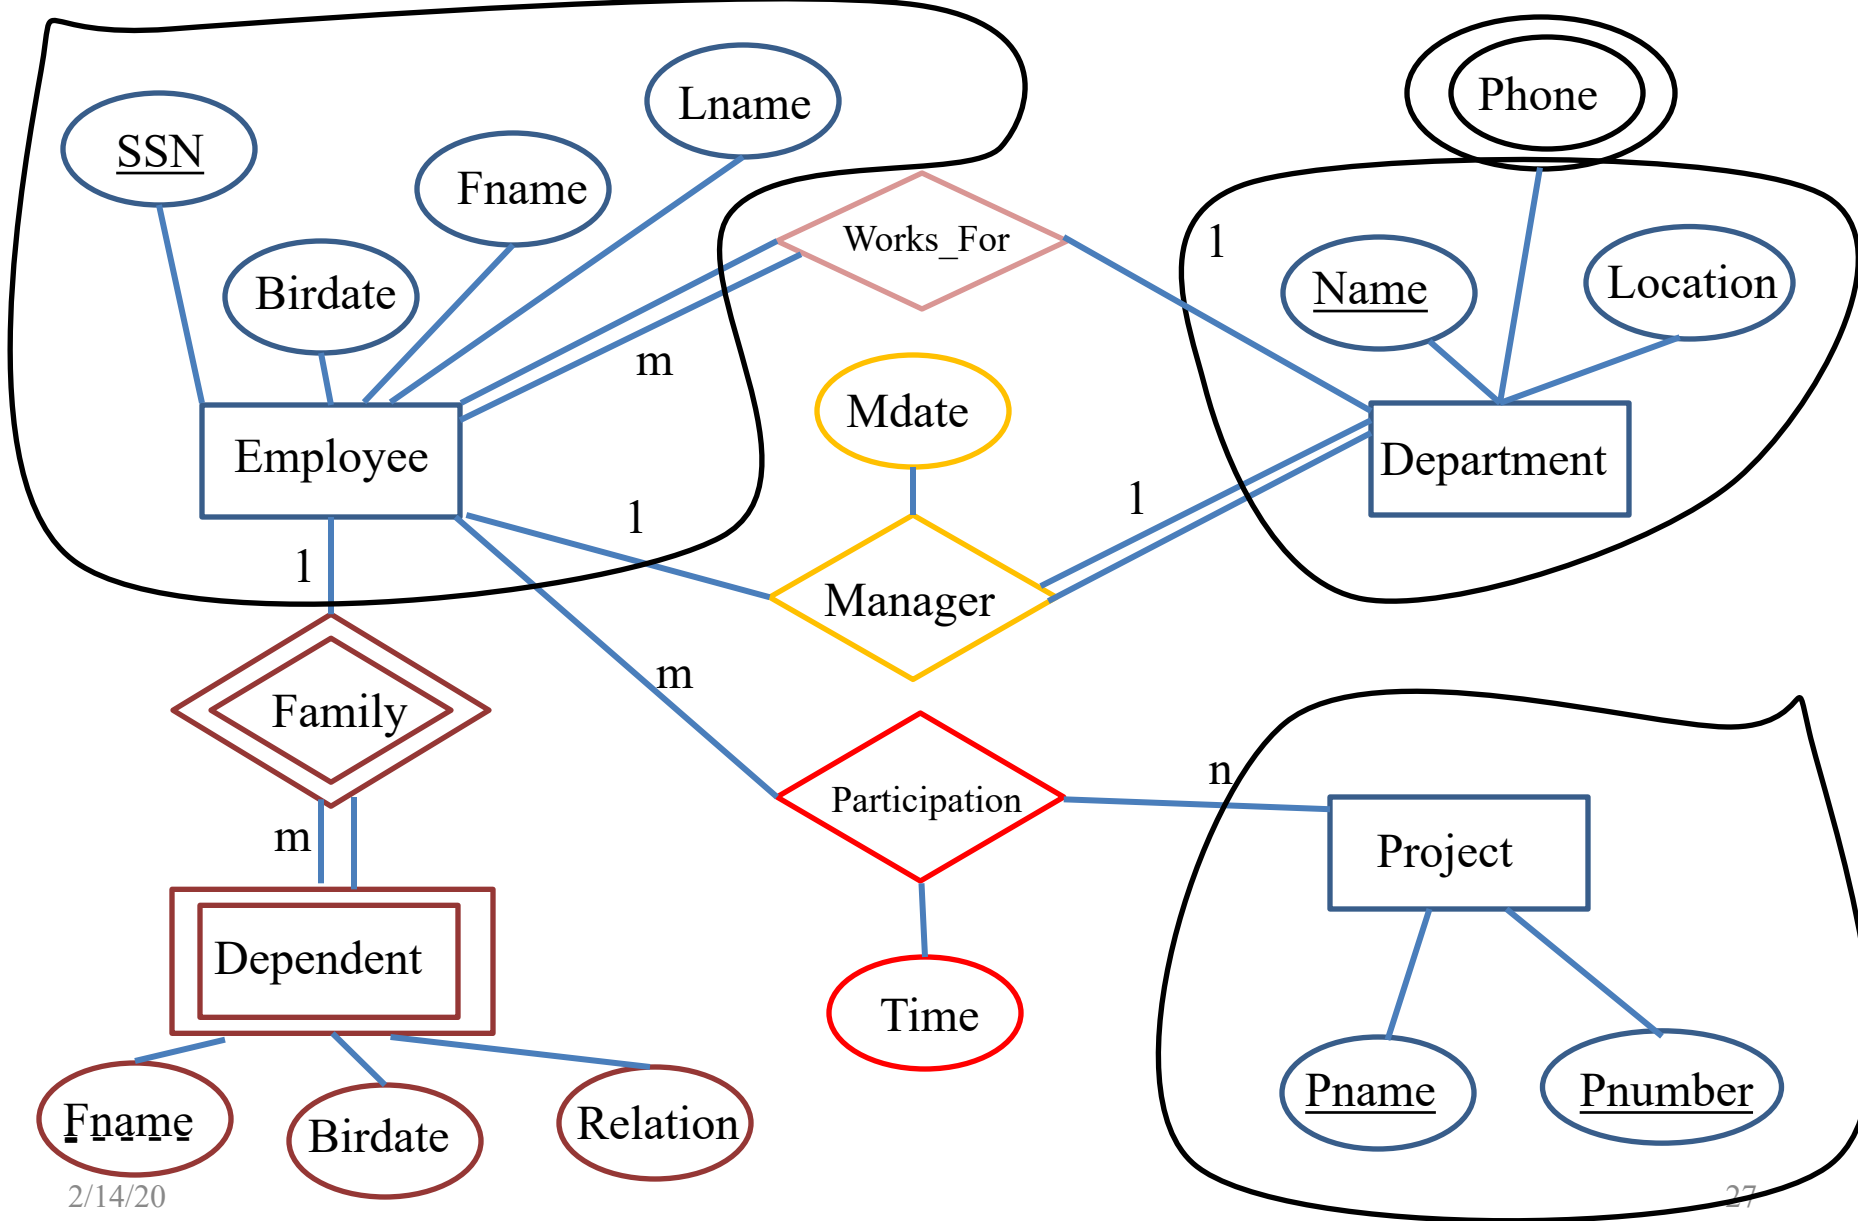 Lname
Phone
SSN
Fname
Works_For
1
Name
Location
Birdate
m
Mdate
Employee
Department
1
1
1
Manager
Family
m
n
Participation
m
Project
Dependent
Time
Pname
Pnumber
Fname
Birdate
Relation
2/14/20
27